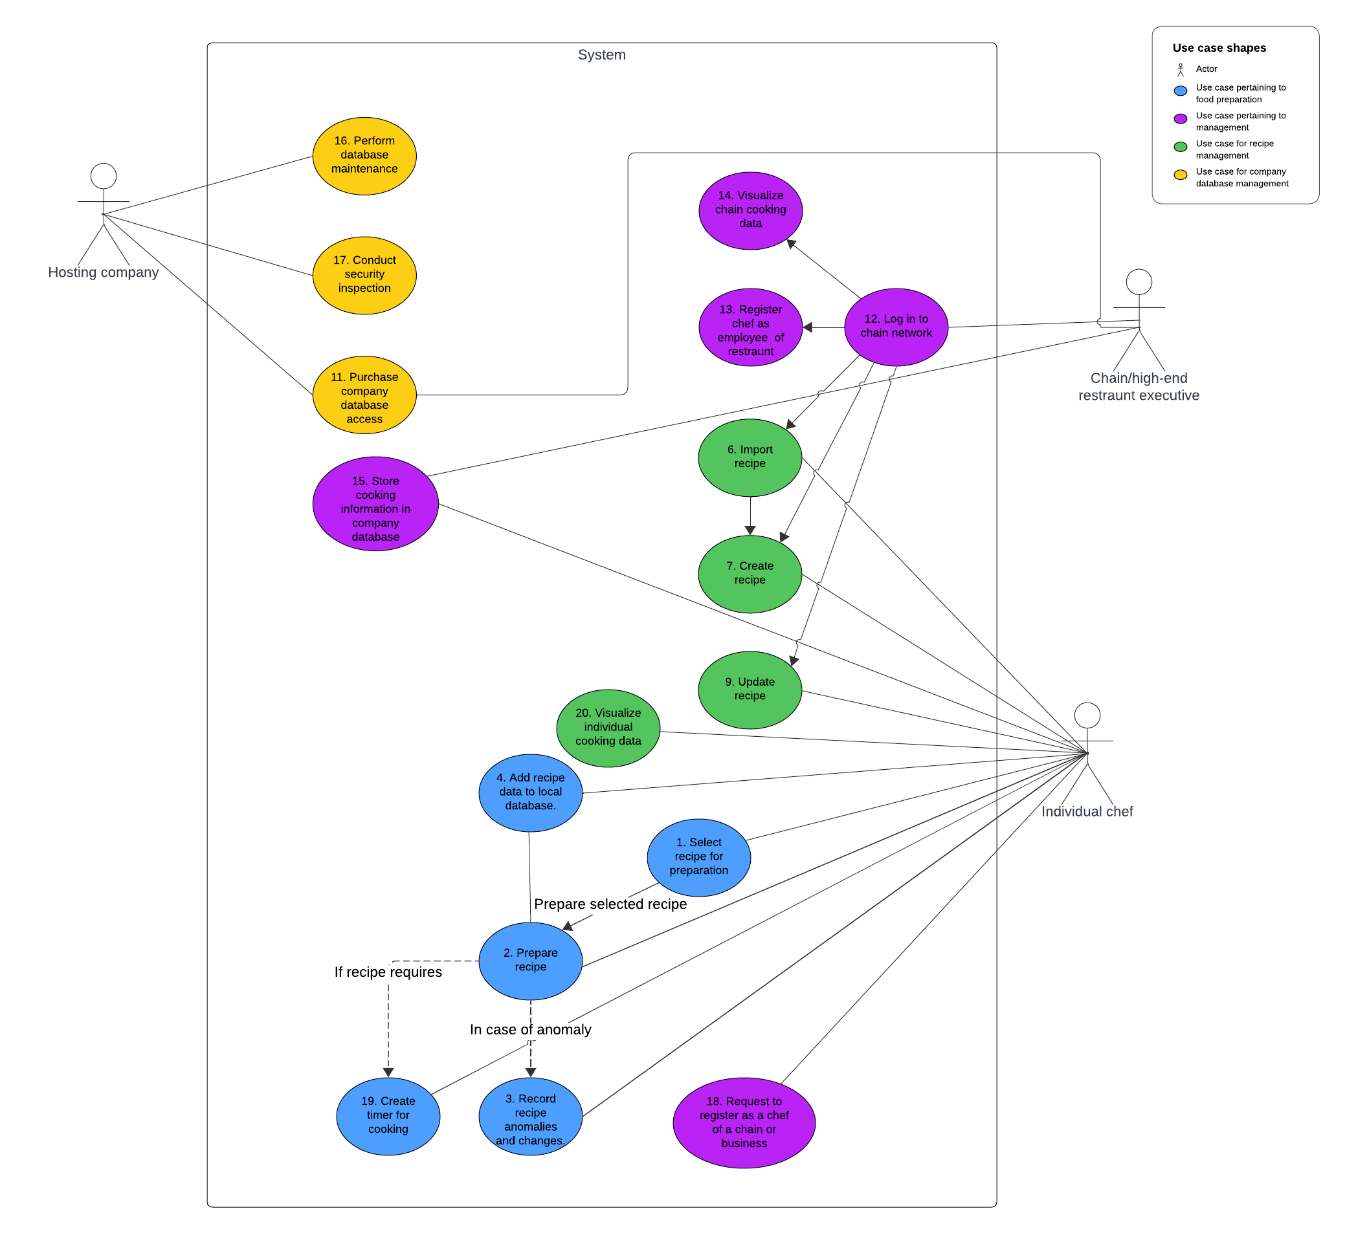 System
Use case shapes
Actor
Use case pertaining to
food preparation
Use case pertaining to
management
Use case for recipe
management
Use case for company
database management
16. Perform
database
maintenance
14. Visualize
chain cooking
data
Hosting company
17. Conduct
security
inspection
13. Register
chef as
employee of
restraunt
12. Log in to
chain network
Chain/high-end
restraunt executive
11. Purchase
company
database
access
6. Import
recipe
15. Store
cooking
information in
company
database
7. Create
recipe
9. Update
recipe
20. Visualize
individual
cooking data
4. Add recipe
data to local
database.
Individual chef
1. Select
recipe for
preparation
Prepare selected recipe
2. Prepare
recipe
If recipe requires
In case of anomaly
19. Create
timer for
cooking
3. Record
recipe
anomalies
and changes.
18. Request to
register as a chef
of a chain or
business